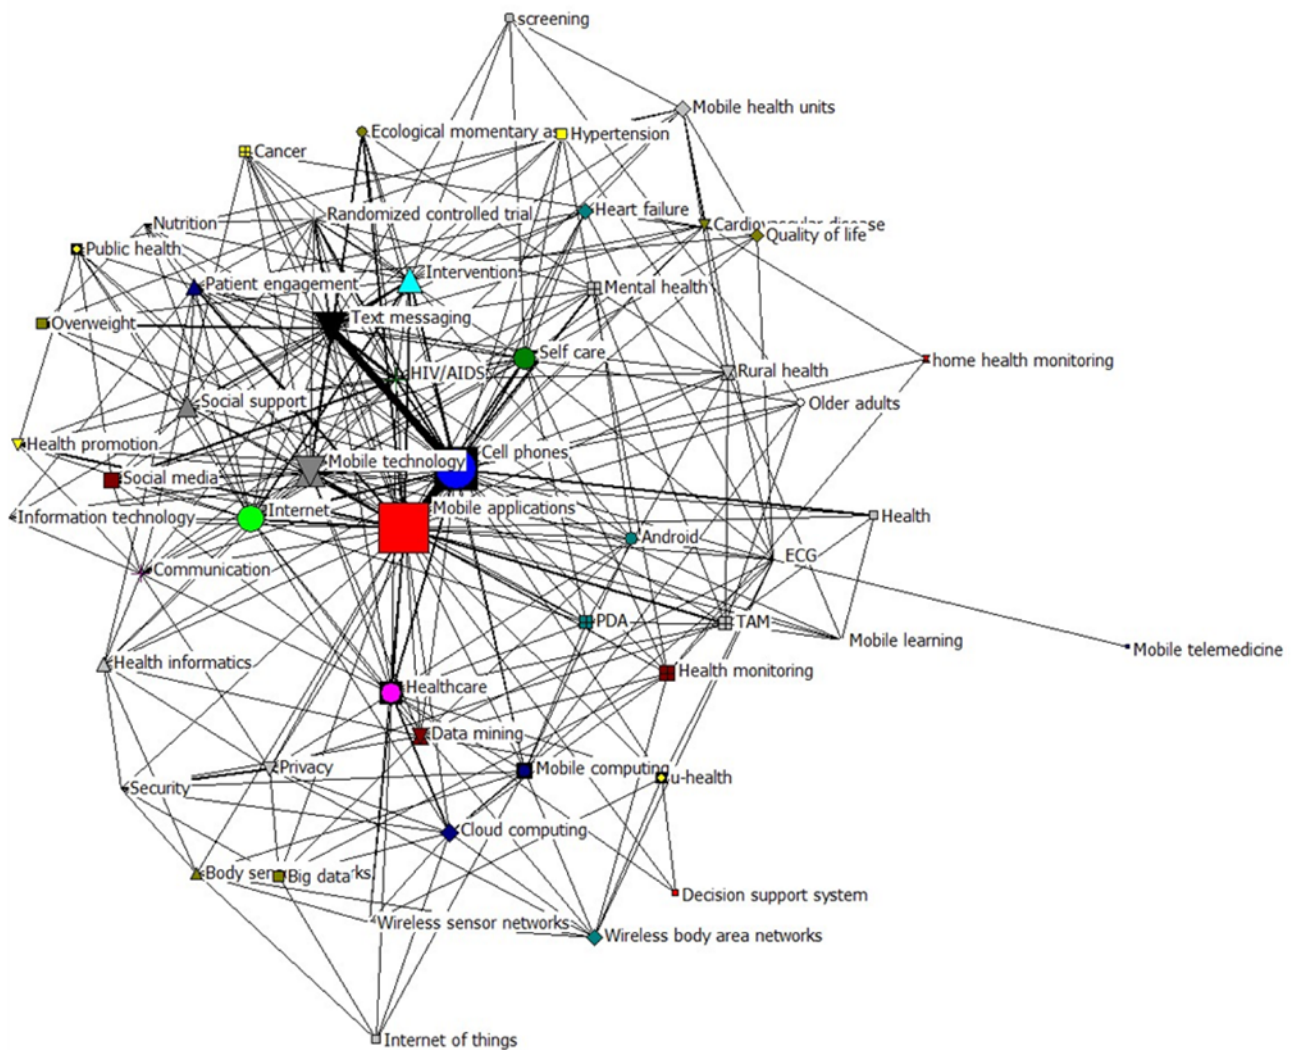 screening
Mobile health units
Ecological momentary as
Hypertension
Cancer
Randomized controlled trial
Heart failure
Nutrition
Cardiovascular disease
Quality of life
Public health
Intervention
Patient engagement
Mental health
Overweight
Text messaging
Self care
home health monitoring
HIV/AIDS
Rural health
Social support
Older adults
Health promotion
Cell phones
Mobile technology
Social media
Internet
Mobile applications
Information technology
Health
Android
ECG
Communication
PDA
TAM
Mobile learning
Mobile telemedicine
Health informatics
Health monitoring
Healthcare
Data mining
Privacy
Mobile computing
u-health
Security
Cloud computing
Body sen
rks
Big data
Decision support system
Wireless sensor networks
Wireless body area networks
Internet of things